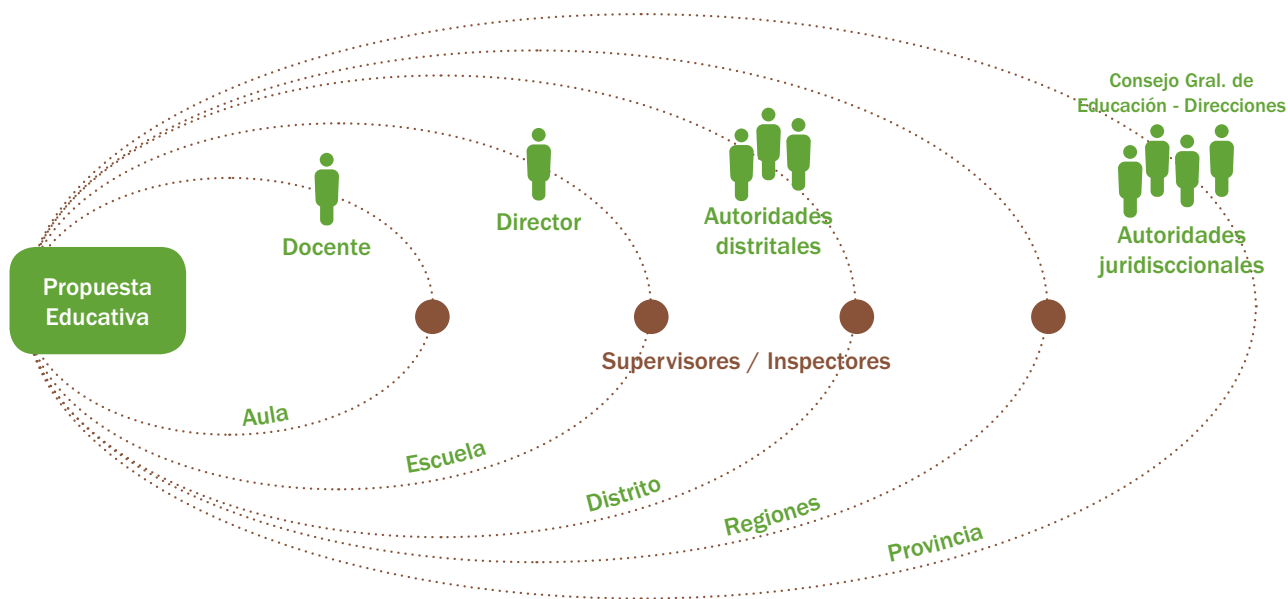 Consejo Gral. de
Educación - Direcciones
Docente
Director
Autoridades
distritales
Autoridades
juridisccionales
Propuesta
Educativa
Supervisores / Inspectores
Aula
Escuela
Distrito
Regiones
Provincia